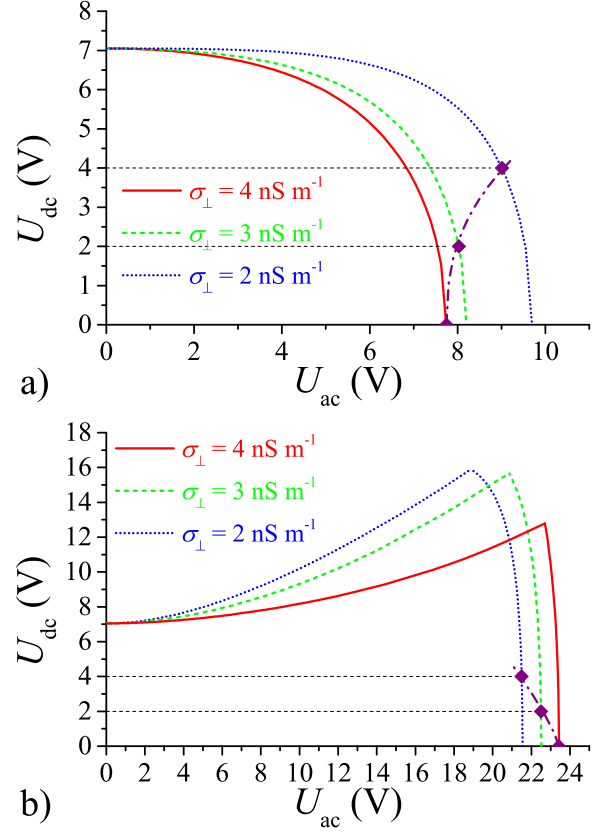 8
7
6
5
4
3
2
1
0
U_dc (V)
σ⊥ = 4 nS m⁻¹
σ⊥ = 3 nS m⁻¹
σ⊥ = 2 nS m⁻¹
0 2 4 6 8 10
a) U_ac (V)
18
16
14
12
10
8
6
4
2
0
U_dc (V)
σ⊥ = 4 nS m⁻¹
σ⊥ = 3 nS m⁻¹
σ⊥ = 2 nS m⁻¹
0 2 4 6 8 10 12 14 16 18 20 22 24
b) U_ac (V)